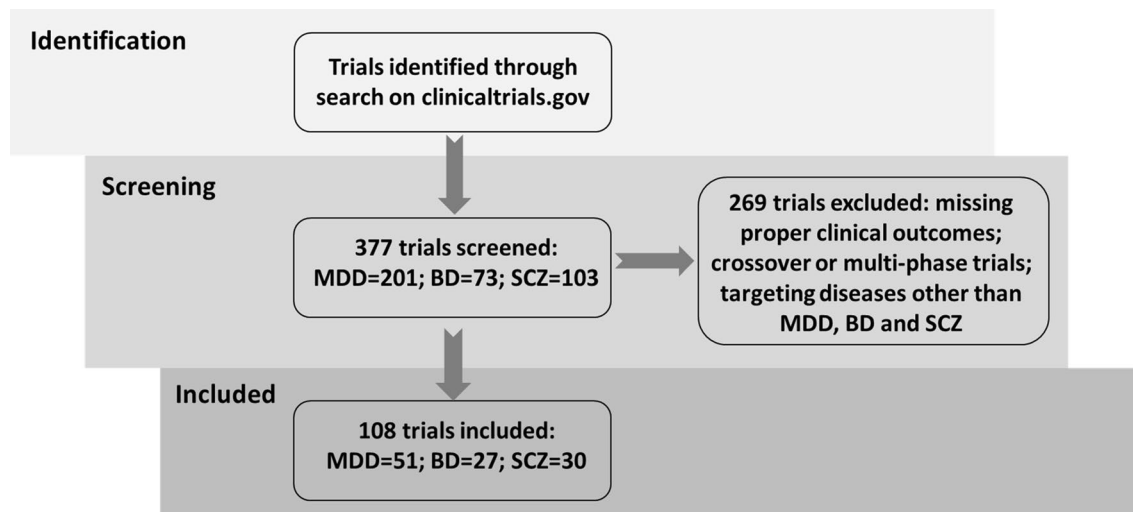 Identification
Trials identified through
search on clinicaltrials.gov
Screening
377 trials screened:
MDD=201; BD=73; SCZ=103
269 trials excluded: missing
proper clinical outcomes;
crossover or multi-phase trials;
targeting diseases other than
MDD, BD and SCZ
Included
108 trials included:
MDD=51; BD=27; SCZ=30